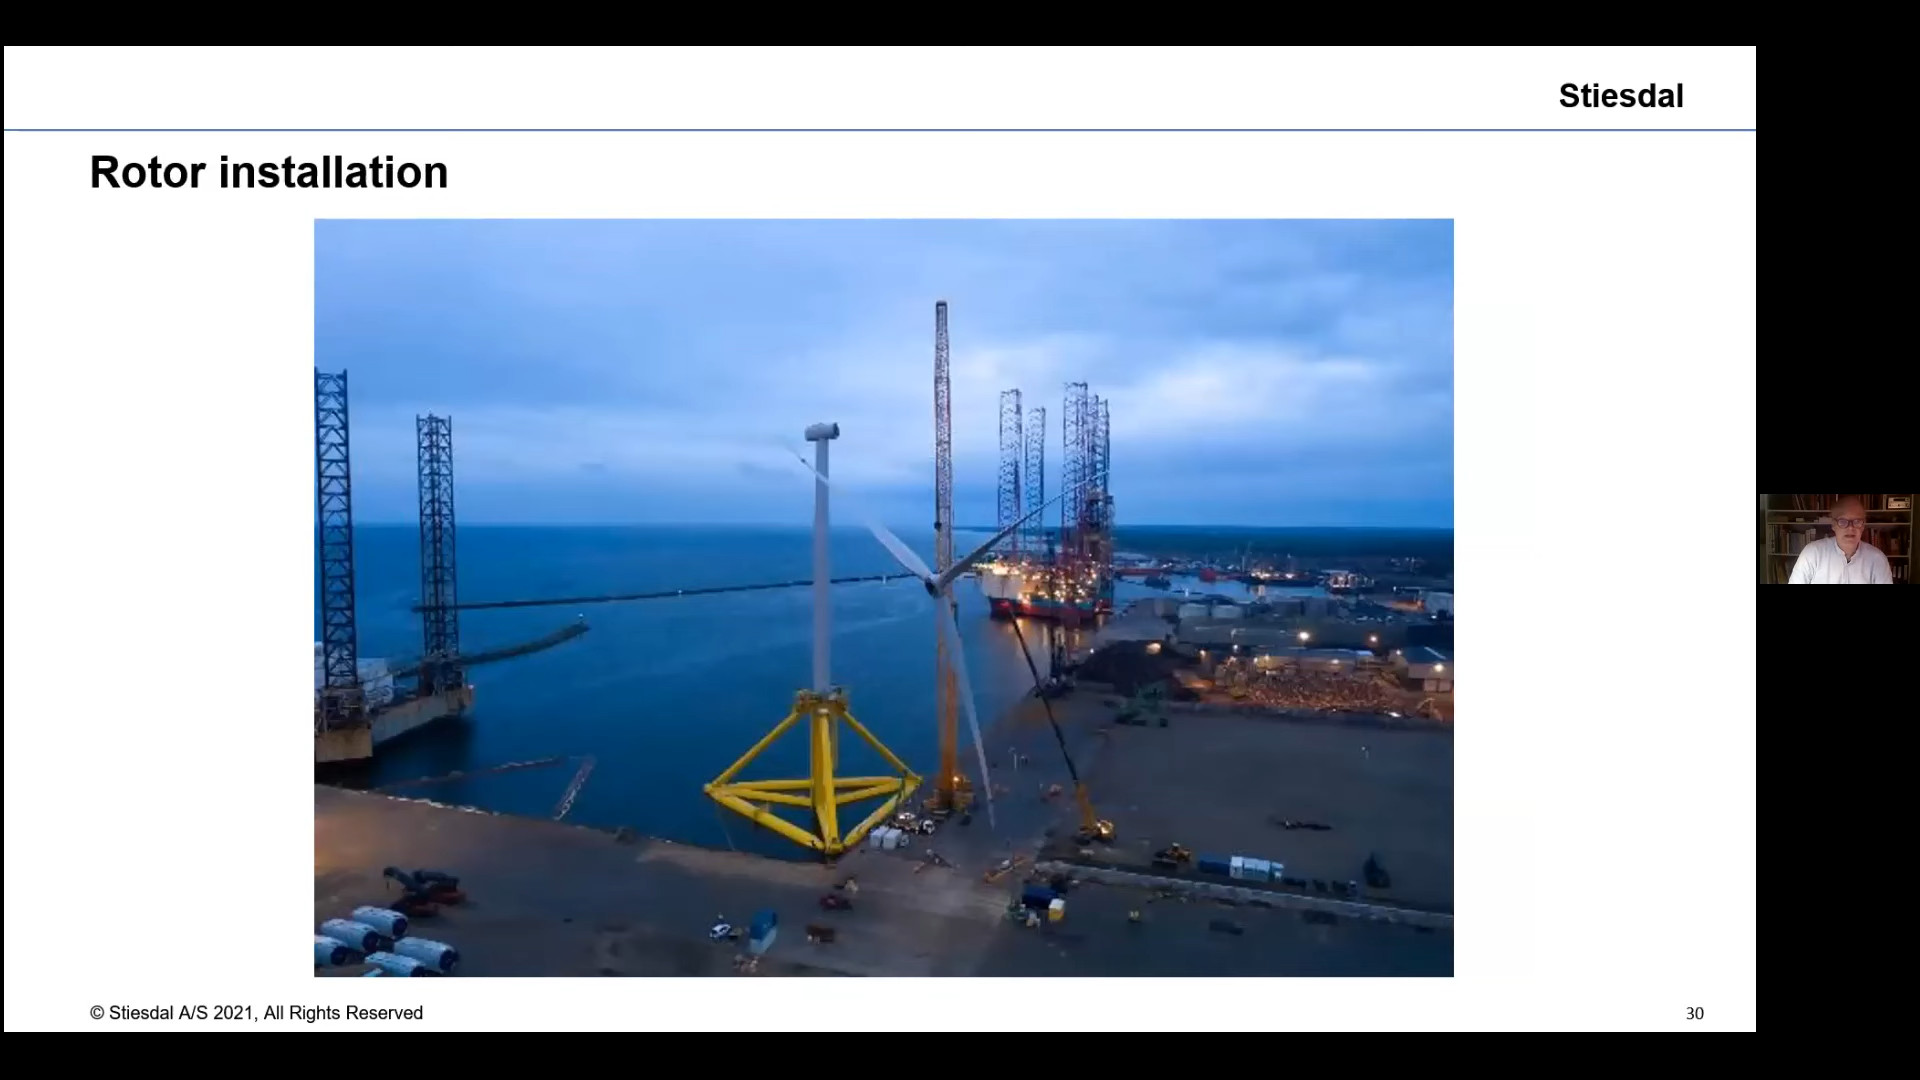 Stiesdal
Rotor installation
© Stiesdal A/S 2021, All Rights Reserved
30